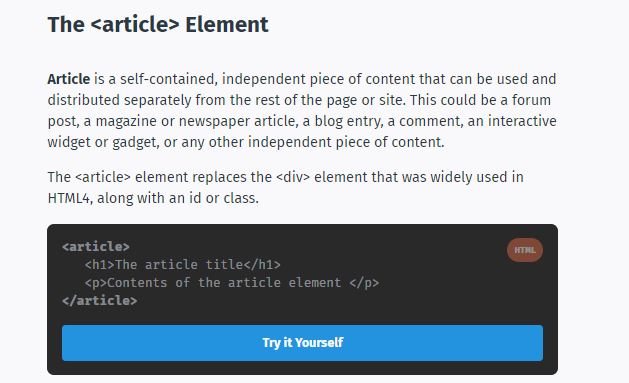 The <article> Element
Article is a self-contained, independent piece of content that can be used and
distributed separately from the rest of the page or site. This could be a forum
post, a magazine or newspaper article, a blog entry, a comment, an interactive
widget or gadget, or any other independent piece of content.
The <article> element replaces the <div> element that was widely used in
HTML4, along with an id or class.
<article>
HTML
<h1>The article title</h1>
<p>Contents of the article element </p>
</article>
Try it Yourself